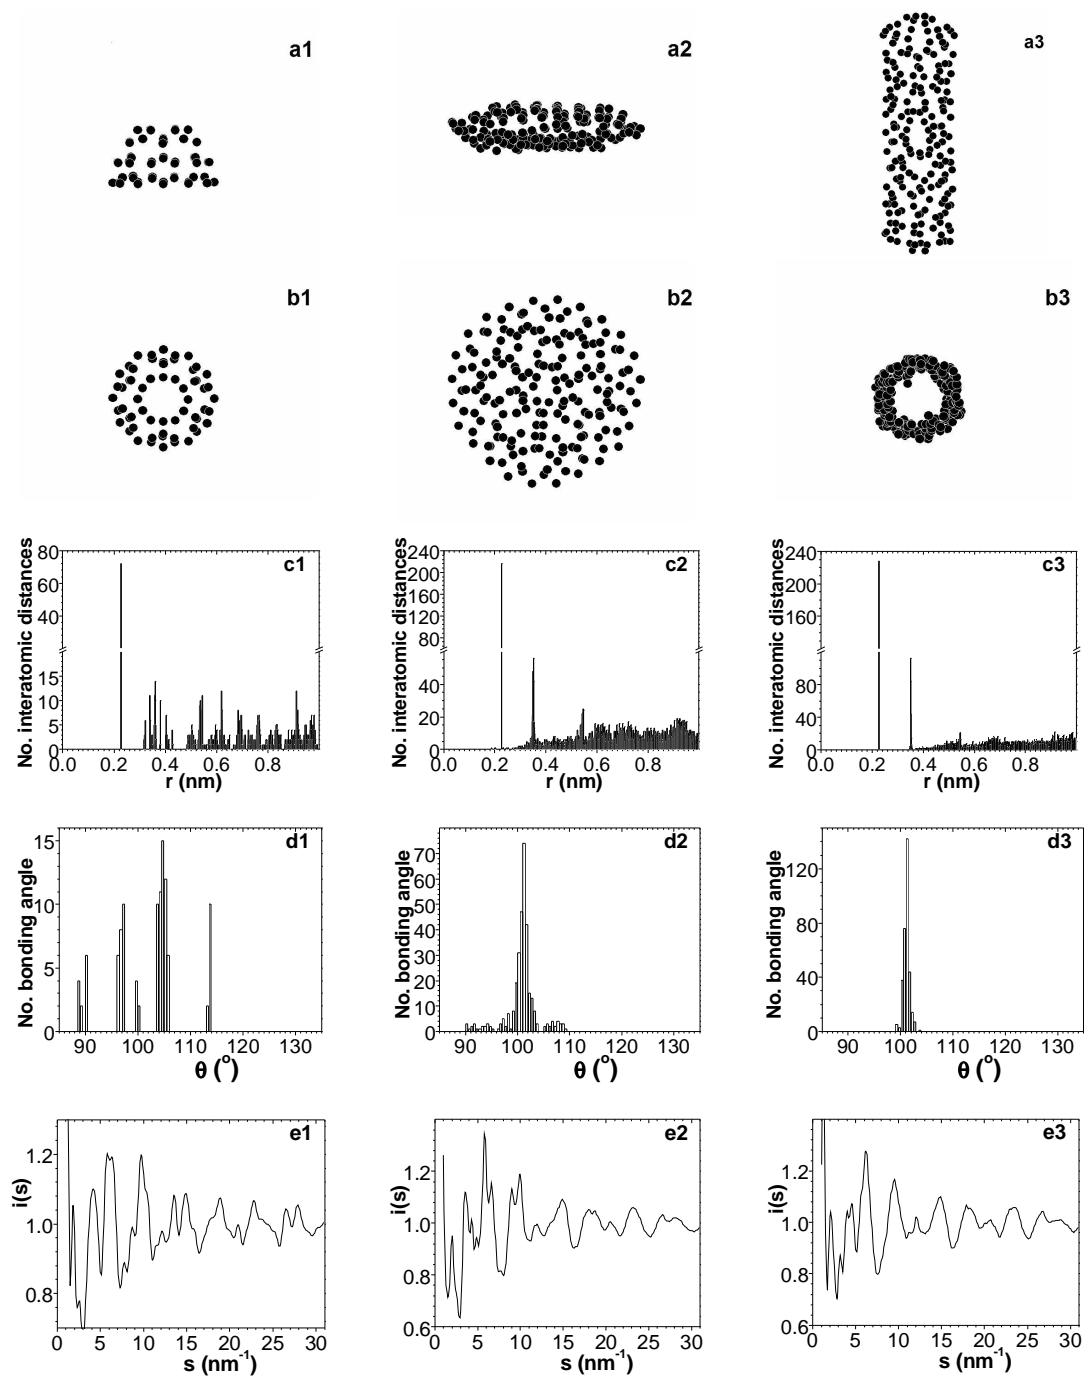 a1
a2
a3
b1
b2
b3
No. interatomic distances
80
60
40
15
10
5
0
0.0 0.2 0.4 0.6 0.8
r (nm)
c1
No. interatomic distances
240
200
160
120
80
40
20
0
0.0 0.2 0.4 0.6 0.8
r (nm)
c2
No. interatomic distances
240
160
80
40
0
0.0 0.2 0.4 0.6 0.8
r (nm)
c3
No. bonding angle
15
10
5
0
90 100 110 120 130
θ (°)
d1
No. bonding angle
70
60
50
40
30
20
10
0
90 100 110 120 130
θ (°)
d2
No. bonding angle
120
80
40
0
90 100 110 120 130
θ (°)
d3
i(s)
1.2
1.0
0.8
0 5 10 15 20 25 30
s (nm⁻¹)
e1
i(s)
1.2
1.0
0.8
0.6
0 5 10 15 20 25 30
s (nm⁻¹)
e2
i(s)
1.2
1.0
0.8
0.6
0 5 10 15 20 25 30
s (nm⁻¹)
e3